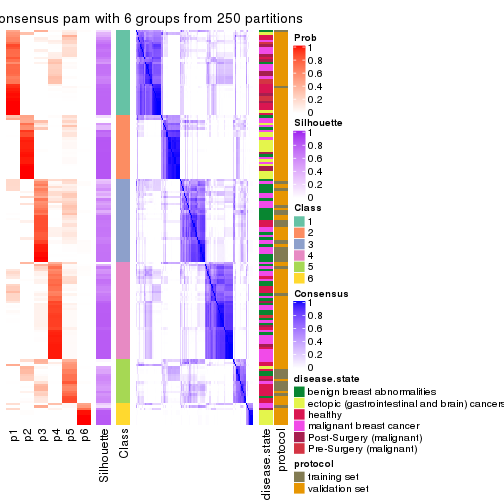 onsensus pam with 6 groups from 250 partitions
Prob
1
0.8
0.6
0.4
0.2
0
Silhouette
1
0.8
0.6
0.4
0.2
0
Class
1
2
3
4
5
6
Consensus
1
0.8
0.6
0.4
0.2
0
disease.state
benign breast abnormalities
ectopic (gastrointestinal and brain) cancers
healthy
malignant breast cancer
Post-Surgery (malignant)
Pre-Surgery (malignant)
protocol
training set
validation set
p1
p2
p3
p4
p5
p6
Silhouette
Class
disease.state
protocol